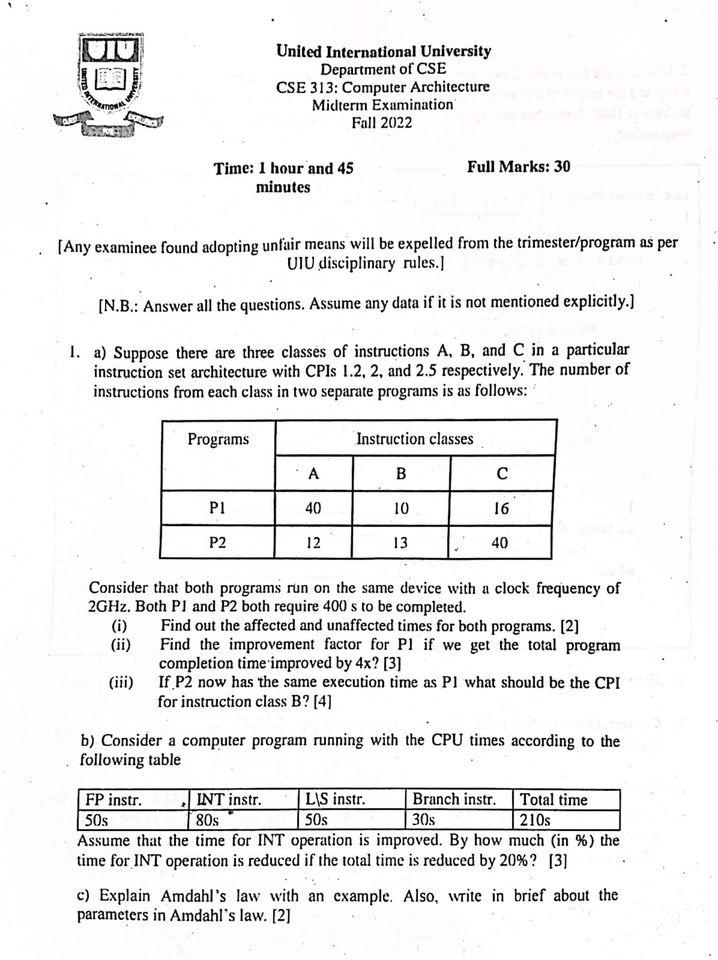 UIU
UNITED INTERNATIONAL UNIVERSITY
United International University
Department of CSE
CSE 313: Computer Architecture
Midterm Examination
Fall 2022
Time: 1 hour and 45
minutes
Full Marks: 30
[Any examinee found adopting unfair means will be expelled from the trimester/program as per
UIU disciplinary rules.]
[N.B.: Answer all the questions. Assume any data if it is not mentioned explicitly.]
1. a) Suppose there are three classes of instructions A, B, and C in a particular
instruction set architecture with CPIs 1.2, 2, and 2.5 respectively. The number of
instructions from each class in two separate programs is as follows:
Programs Instruction classes
A B C
P1 40 10 16
P2 12 13 40
Consider that both programs run on the same device with a clock frequency of
2GHz. Both P1 and P2 both require 400 s to be completed.
(i) Find out the affected and unaffected times for both programs. [2]
(ii) Find the improvement factor for P1 if we get the total program
completion time improved by 4x? [3]
(iii) If P2 now has the same execution time as P1 what should be the CPI
for instruction class B? [4]
b) Consider a computer program running with the CPU times according to the
following table
FP instr. INT instr. L\S instr. Branch instr. Total time
50s 80s 50s 30s 210s
Assume that the time for INT operation is improved. By how much (in %) the
time for INT operation is reduced if the total time is reduced by 20%? [3]
c) Explain Amdahl's law with an example. Also, write in brief about the
parameters in Amdahl's law. [2]